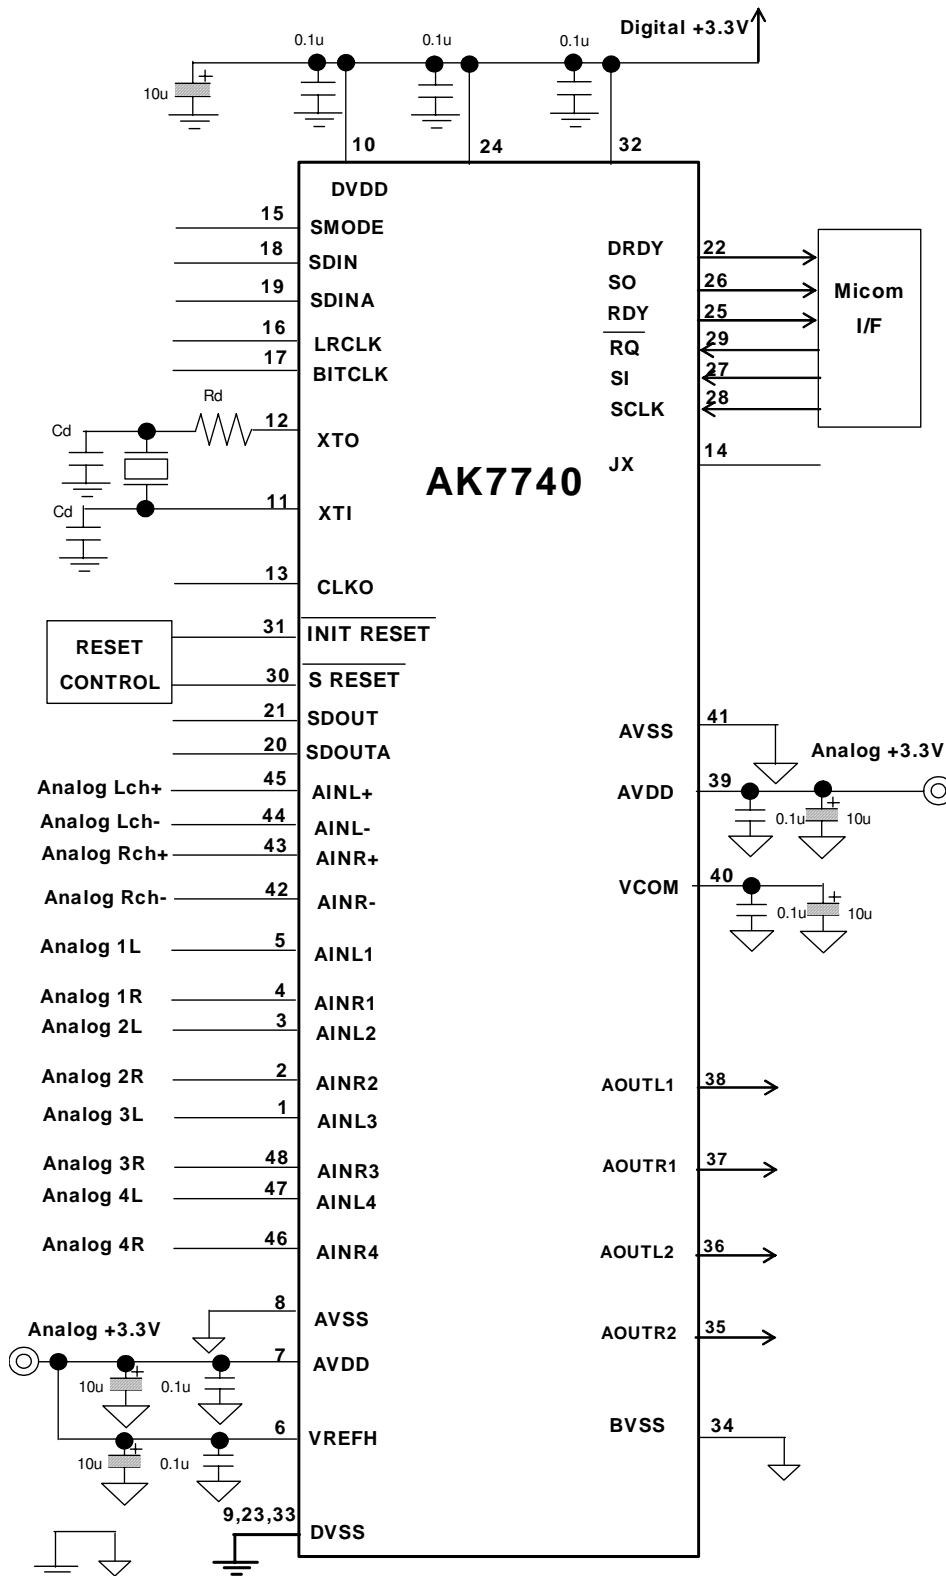 Digital +3.3V
0.1u
0.1u
0.1u
+
10u
10
24
32
DVDD
15
SMODE
18
SDIN
19
SDINA
16
LRCLK
17
BITCLK
Rd
12
XTO
Cd
11
XTI
Cd
13
CLKO
RESET
CONTROL
31
INIT RESET
30
S RESET
21
SDOUT
20
SDOUTA
Analog Lch+
45
AINL+
Analog Lch-
44
AINL-
Analog Rch+
43
AINR+
Analog Rch-
42
AINR-
Analog 1L
5
AINL1
Analog 1R
4
AINR1
Analog 2L
3
AINL2
Analog 2R
2
AINR2
Analog 3L
1
AINL3
Analog 3R
48
AINR3
Analog 4L
47
AINL4
Analog 4R
46
AINR4
8
AVSS
Analog +3.3V
7
AVDD
+
10u
0.1u
6
VREFH
+
10u
0.1u
9,23,33
DVSS
AK7740
DRDY
22
SO
26
RDY
25
RQ
29
SI
27
SCLK
28
Micom
I/F
JX
14
AVSS
41
Analog +3.3V
AVDD
39
+
0.1u
10u
VCOM
40
+
0.1u
10u
AOUTL1
38
AOUTR1
37
AOUTL2
36
AOUTR2
35
BVSS
34